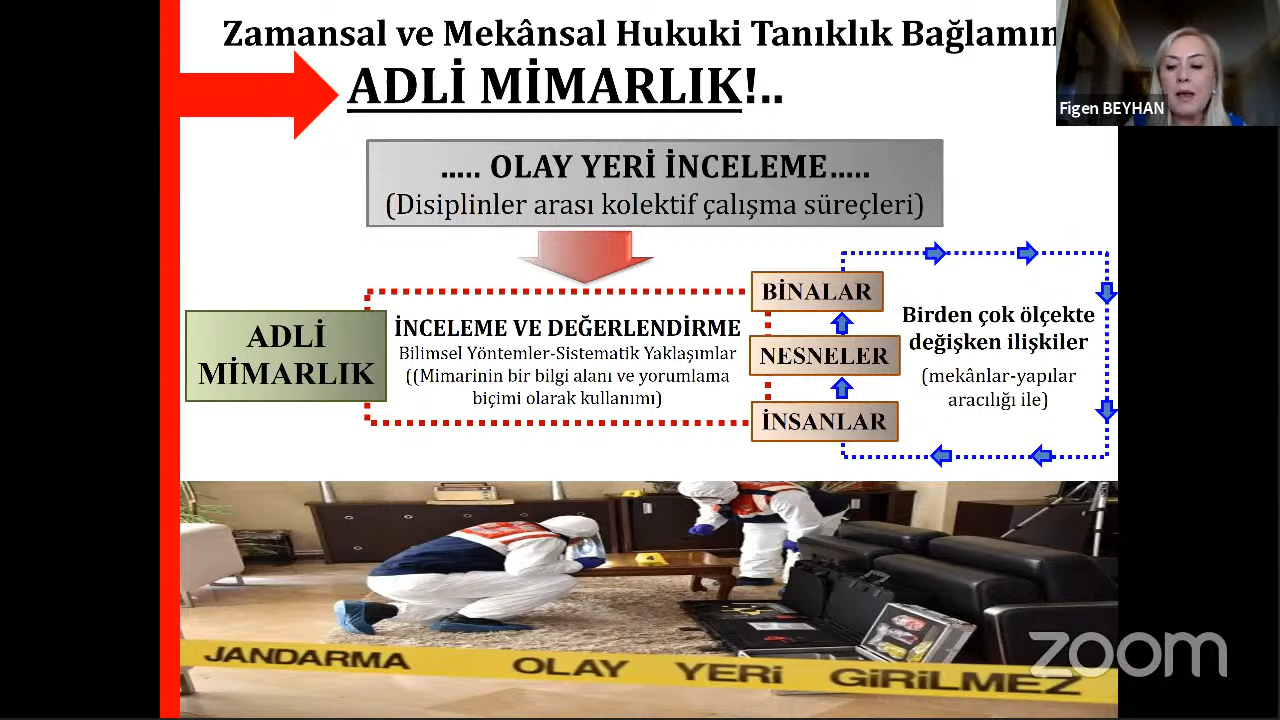 Zamansal ve Mekânsal Hukuki Tanıklık
ADLİ MİMARLIK!..
Figen BEYHAN
..... OLAY YERİ İNCELEME.....
(Disiplinler arası kolektif çalışma süreçleri)
ADLİ
MİMARLIK
İNCELEME VE DEĞERLENDİRME
Bilimsel Yöntemler-Sistematik Yaklaşımlar
((Mimarinin bir bilgi alanı ve yorumlama
biçimi olarak kullanımı)
BİNALAR
NESNELER
İNSANLAR
Birden çok ölçekte
değişken ilişkiler
(mekânlar-yapılar
aracılığı ile)
4
JANDARMA OLAY YERİ GİRİLMEZ
zoom